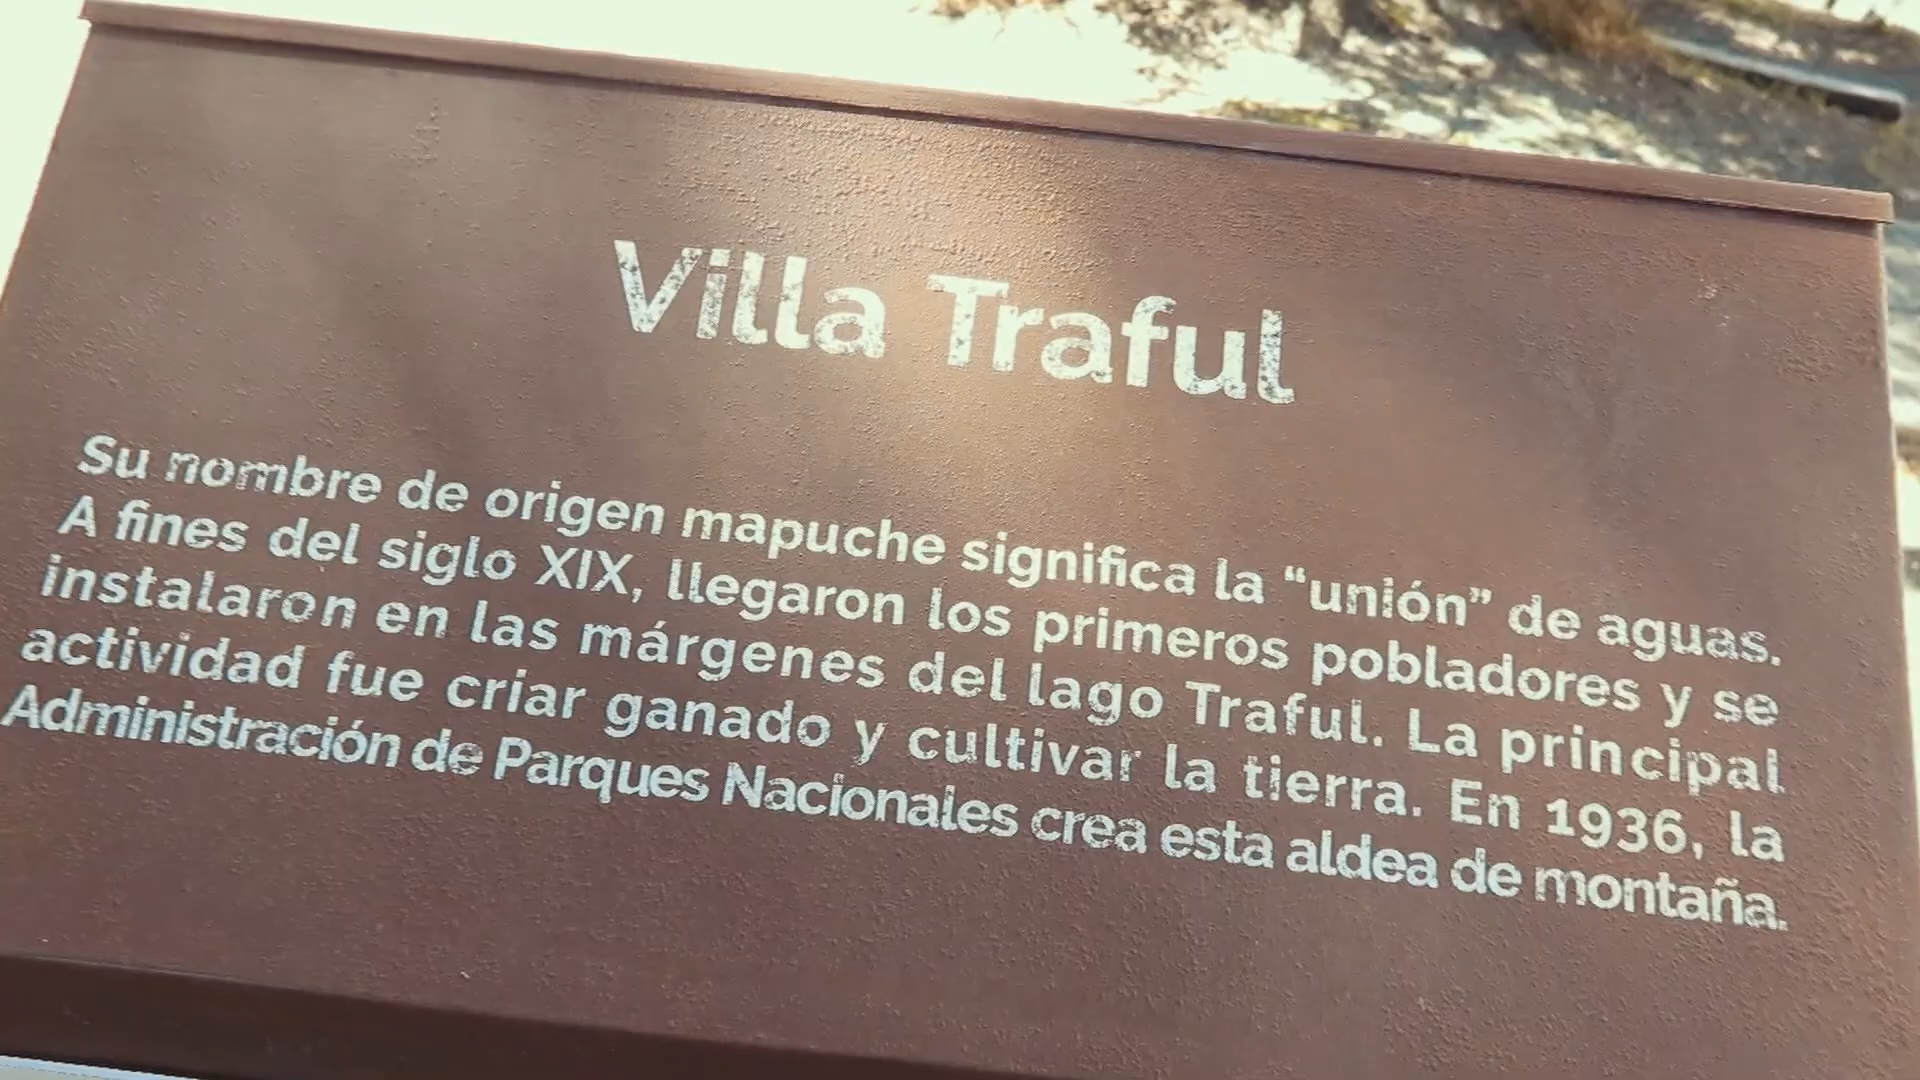 Villa Traful
Su nombre de origen mapuche significa la “unión” de aguas.
A fines del siglo XIX, llegaron los primeros pobladores y se
instalaron en las márgenes del lago Traful. La principal
actividad fue criar ganado y cultivar la tierra. En 1936, la
Administración de Parques Nacionales crea esta aldea de montaña.